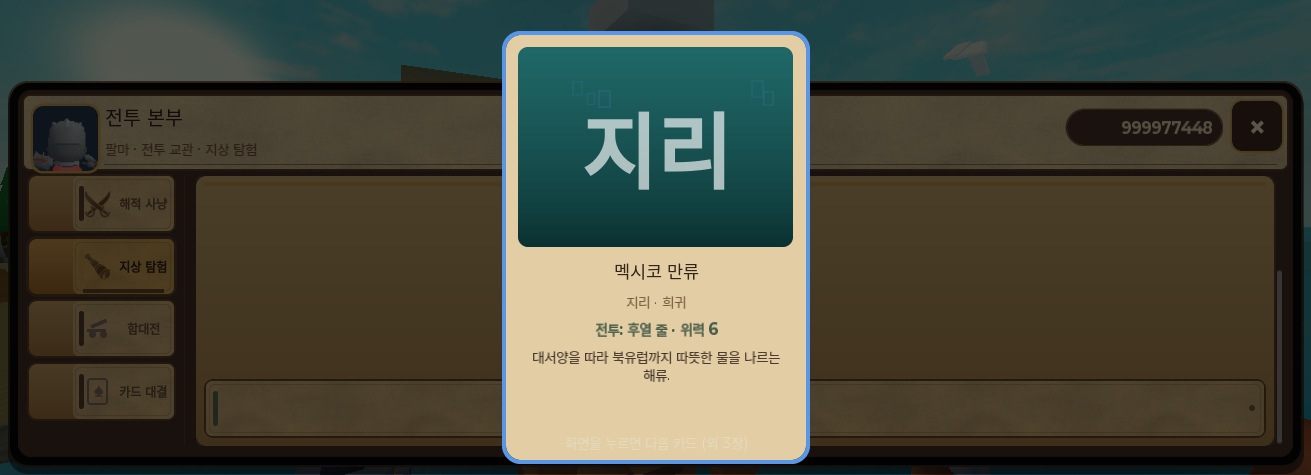 전투 본부
팔마 · 전투 교관 · 지상 탐험
999977448
×
해적 사냥
지상 탐험
함대전
카드 대결
지리
멕시코 만류
지리 · 희귀
전투: 후열 줄 · 위력 6
대서양을 따라 북유럽까지 따뜻한 물을 나르는
해류.
화면을 누르면 다음 카드 (외 3장)